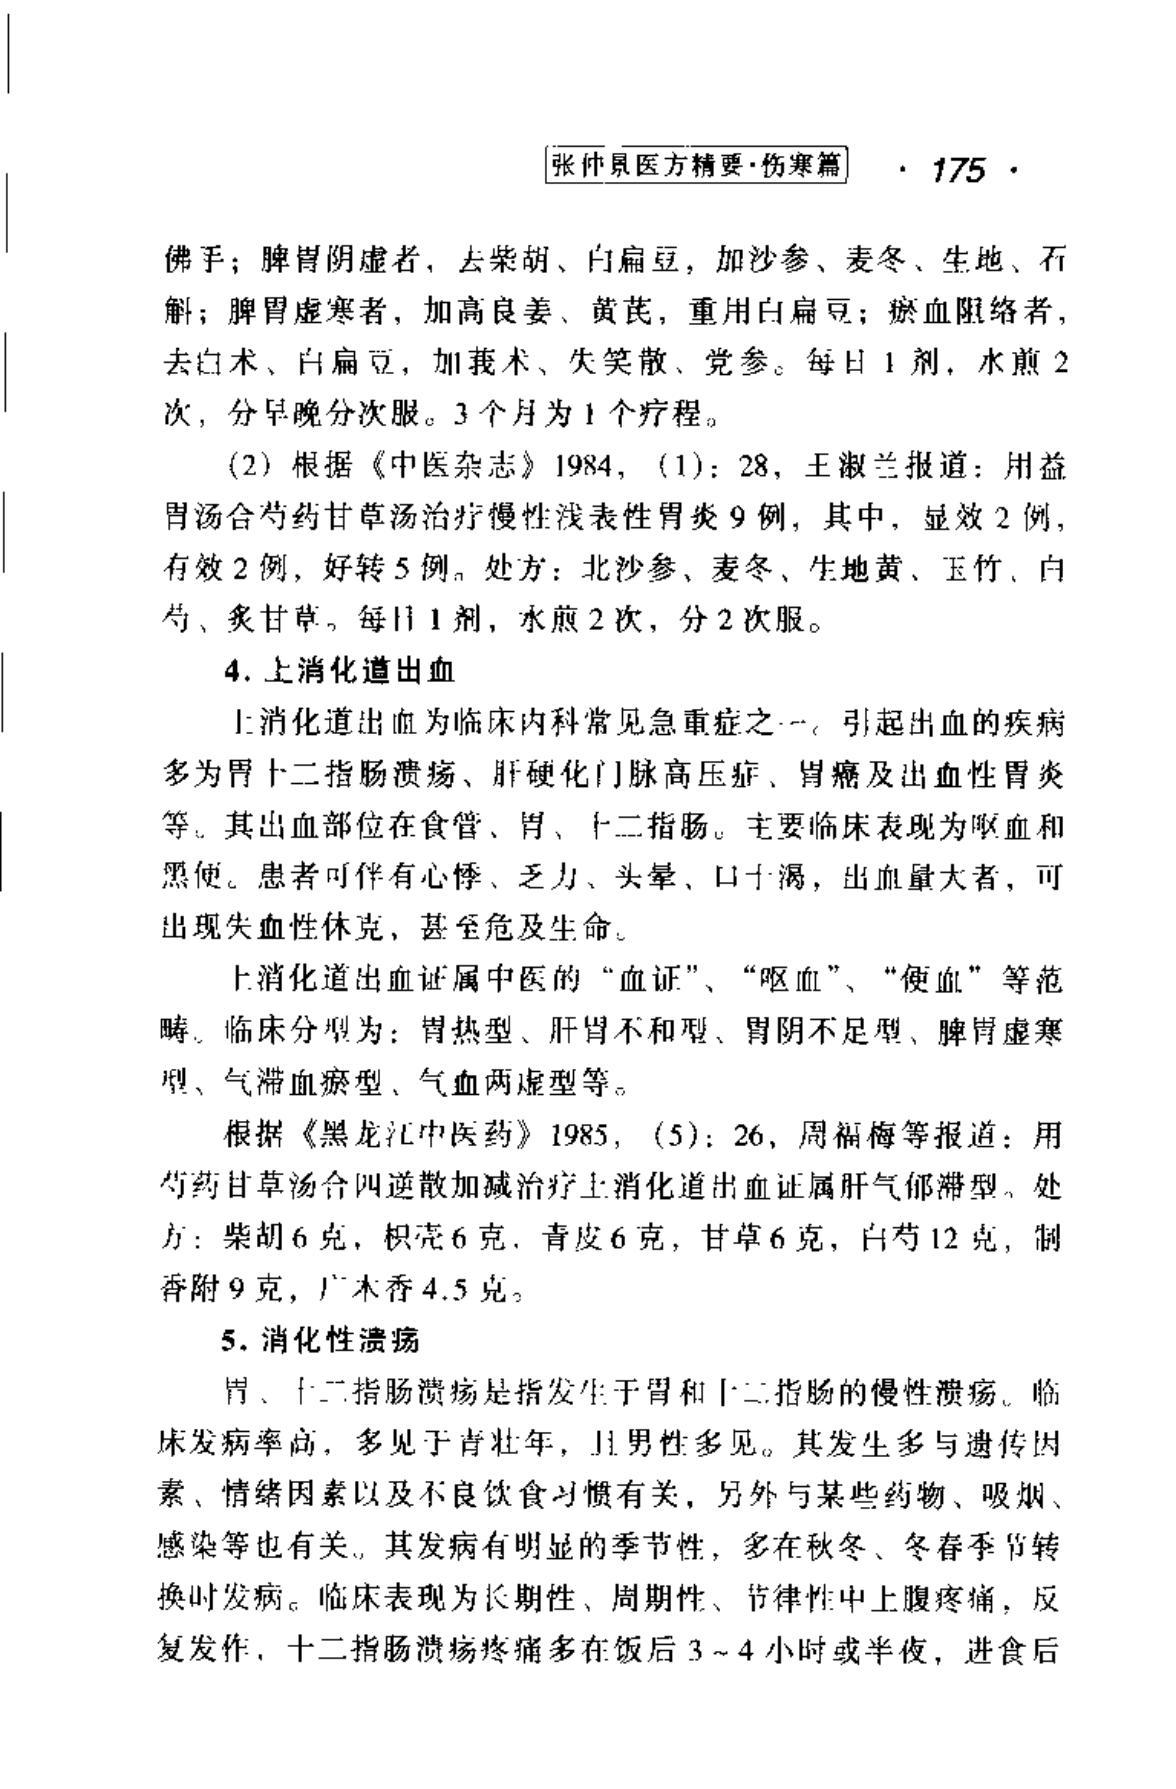 张仲景医方精要·伤寒篇 · 175 ·
佛手；脾胃阴虚者，去柴胡、白扁豆，加沙参、麦冬、生地、石
斛；脾胃虚寒者，加高良姜、黄芪，重用白扁豆；瘀血阻络者，
去白术、白扁豆，加莪术、失笑散、党参。每日 1 剂，水煎 2
次，分早晚分次服。3 个月为 1 个疗程。
(2) 根据《中医杂志》1984，(1)：28，王淑兰报道：用益
胃汤合芍药甘草汤治疗慢性浅表性胃炎 9 例，其中，显效 2 例，
有效 2 例，好转 5 例。处方：北沙参、麦冬、生地黄、玉竹、白
芍、炙甘草。每日 1 剂，水煎 2 次，分 2 次服。
4. 上消化道出血
上消化道出血为临床内科常见急重症之一。引起出血的疾病
多为胃十二指肠溃疡、肝硬化门脉高压症、胃癌及出血性胃炎
等。其出血部位在食管、胃、十二指肠。主要临床表现为呕血和
黑便。患者可伴有心悸、乏力、头晕、口干渴，出血量大者，可
出现失血性休克，甚至危及生命。
上消化道出血证属中医的“血证”、“呕血”、“便血”等范
畴。临床分型为：胃热型、肝胃不和型、胃阴不足型、脾胃虚寒
型、气滞血瘀型、气血两虚型等。
根据《黑龙江中医药》1985，(5)：26，周福梅等报道：用
芍药甘草汤合四逆散加减治疗上消化道出血证属肝气郁滞型。处
方：柴胡 6 克，枳壳 6 克，青皮 6 克，甘草 6 克，白芍 12 克，制
香附 9 克，广木香 4.5 克。
5. 消化性溃疡
胃、十二指肠溃疡是指发生于胃和十二指肠的慢性溃疡。临
床发病率高，多见于青壮年，且男性多见。其发生多与遗传因
素、情绪因素以及不良饮食习惯有关，另外与某些药物、吸烟、
感染等也有关。其发病有明显的季节性，多在秋冬、冬春季节转
换时发病。临床表现为长期性、周期性、节律性中上腹疼痛，反
复发作，十二指肠溃疡疼痛多在饭后 3～4 小时或半夜，进食后